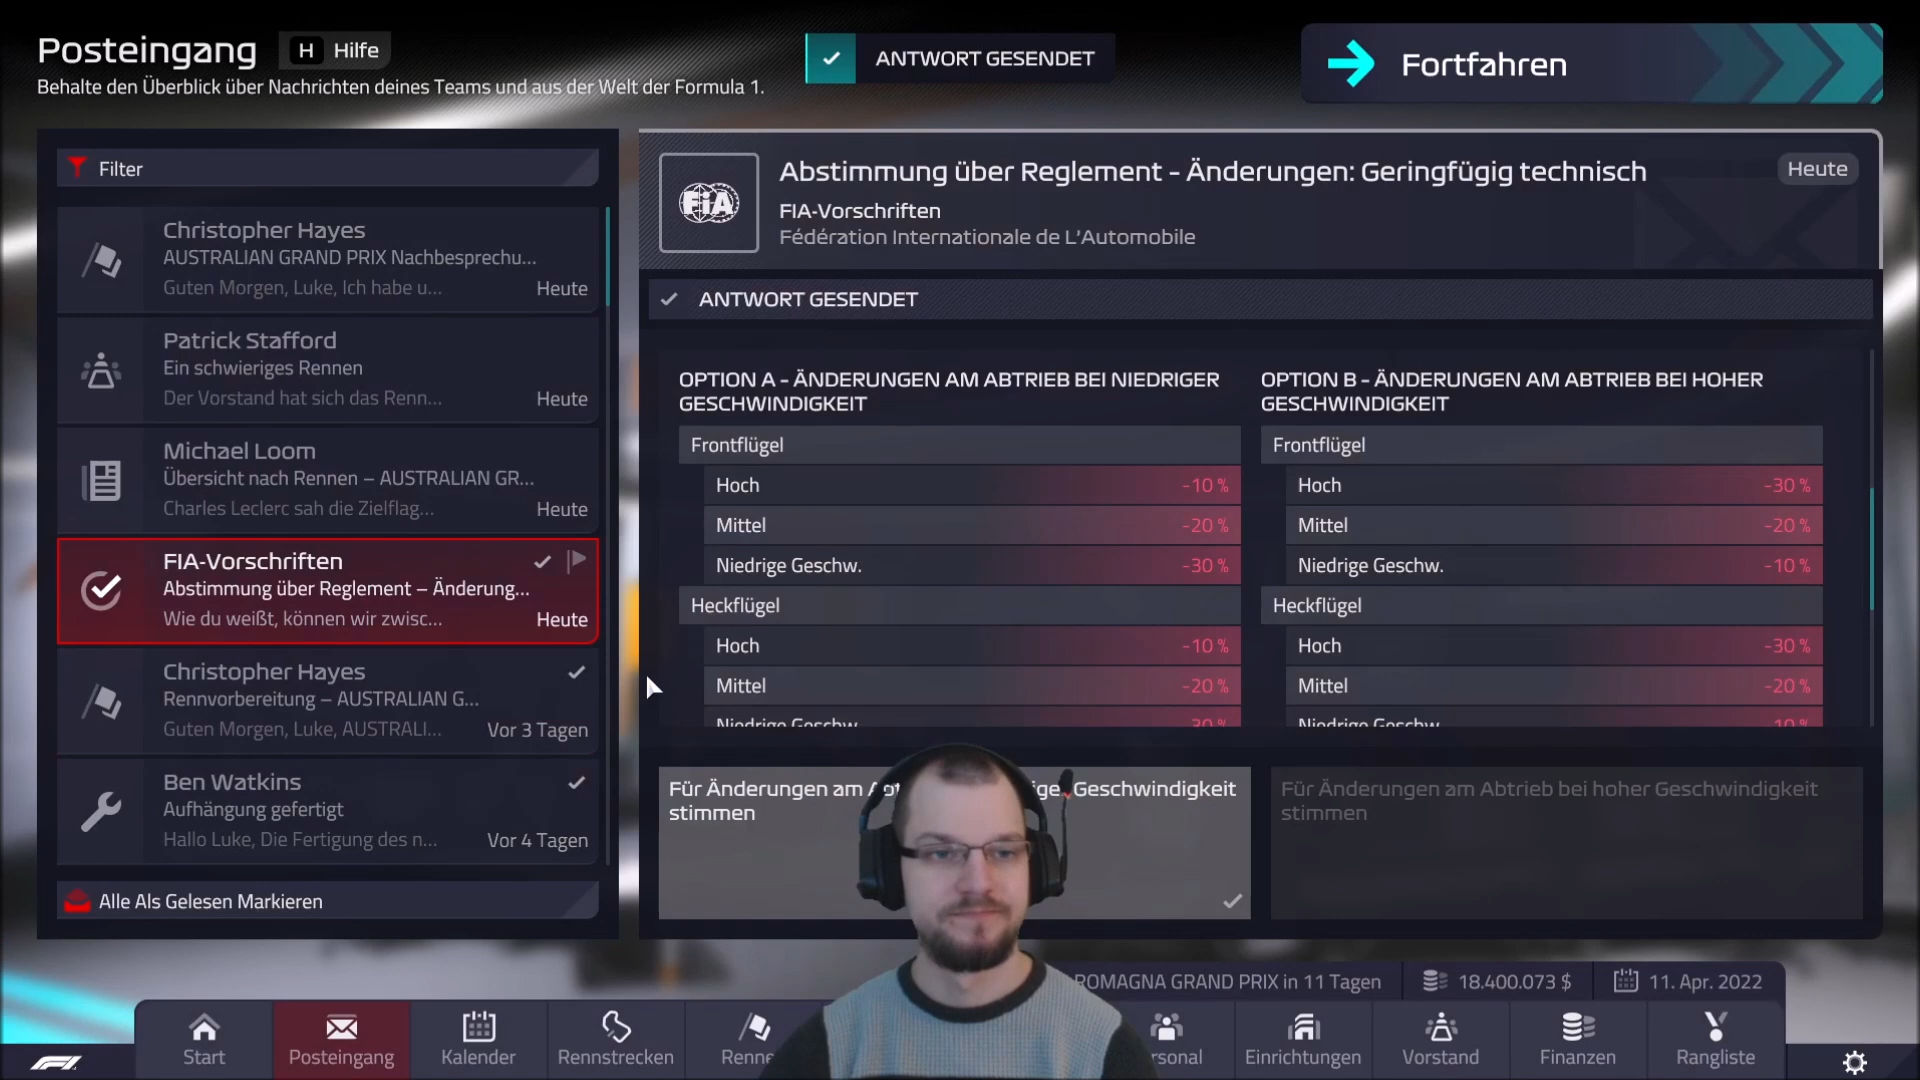 Posteingang
H Hilfe
Behalte den Überblick über Nachrichten deines Teams und aus der Welt der Formula 1.
ANTWORT GESENDET
Fortfahren
Filter
Christopher Hayes
AUSTRALIAN GRAND PRIX Nachbesprechu...
Guten Morgen, Luke, Ich habe u...
Heute
Patrick Stafford
Ein schwieriges Rennen
Der Vorstand hat sich das Renn...
Heute
Michael Loom
Übersicht nach Rennen – AUSTRALIAN GR...
Charles Leclerc sah die Zielflag...
Heute
FIA-Vorschriften
Abstimmung über Reglement – Änderung...
Wie du weißt, können wir zwisc...
Heute
Christopher Hayes
Rennvorbereitung – AUSTRALIAN G...
Guten Morgen, Luke, AUSTRALI...
Vor 3 Tagen
Ben Watkins
Aufhängung gefertigt
Hallo Luke, Die Fertigung des n...
Vor 4 Tagen
Alle Als Gelesen Markieren
FiA
Abstimmung über Reglement - Änderungen: Geringfügig technisch
Heute
FIA-Vorschriften
Fédération Internationale de L'Automobile
ANTWORT GESENDET
OPTION A - ÄNDERUNGEN AM ABTRIEB BEI NIEDRIGER
GESCHWINDIGKEIT
Frontflügel
Hoch -10 %
Mittel -20 %
Niedrige Geschw. -30 %
Heckflügel
Hoch -10 %
Mittel -20 %
Niedrige Geschw. -30 %
OPTION B - ÄNDERUNGEN AM ABTRIEB BEI HOHER
GESCHWINDIGKEIT
Frontflügel
Hoch -30 %
Mittel -20 %
Niedrige Geschw. -10 %
Heckflügel
Hoch -30 %
Mittel -20 %
Niedrige Geschw. -10 %
Für Änderungen am Geschwindigkeit
stimmen
Für Änderungen am Abtrieb bei hoher Geschwindigkeit
stimmen
ROMAGNA GRAND PRIX in 11 Tagen
18.400.073 $
11. Apr. 2022
Start
Posteingang
Kalender
Rennstrecken
Renne
rsonal
Einrichtungen
Vorstand
Finanzen
Rangliste